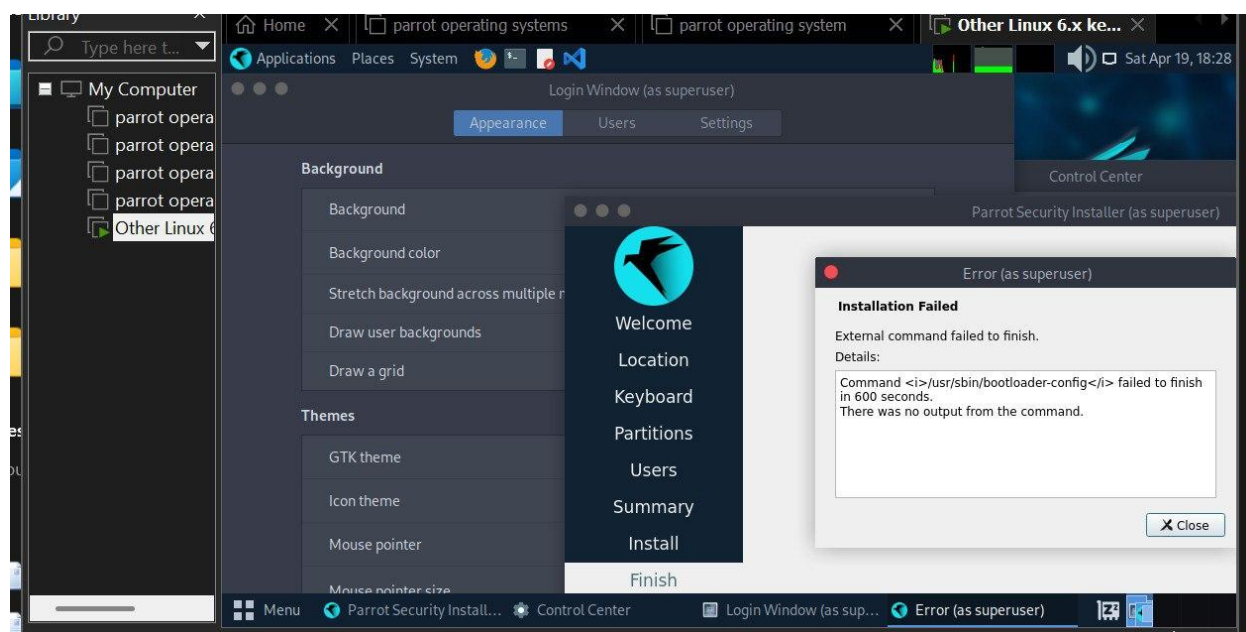 Library
Type here t...
My Computer
parrot opera
parrot opera
parrot opera
parrot opera
Other Linux 6
Home
parrot operating systems
parrot operating system
Other Linux 6.x ke...
Applications Places System
Sat Apr 19, 18:28
Login Window (as superuser)
Appearance Users Settings
Background
Background
Background color
Stretch background across multiple
Draw user backgrounds
Draw a grid
Themes
GTK theme
Icon theme
Mouse pointer
Mouse pointer size
Control Center
Parrot Security Installer (as superuser)
Welcome
Location
Keyboard
Partitions
Users
Summary
Install
Finish
Error (as superuser)
Installation Failed
External command failed to finish.
Details:
Command <i>/usr/sbin/bootloader-config</i> failed to finish
in 600 seconds.
There was no output from the command.
Close
Menu
Parrot Security Install...
Control Center
Login Window (as sup...
Error (as superuser)